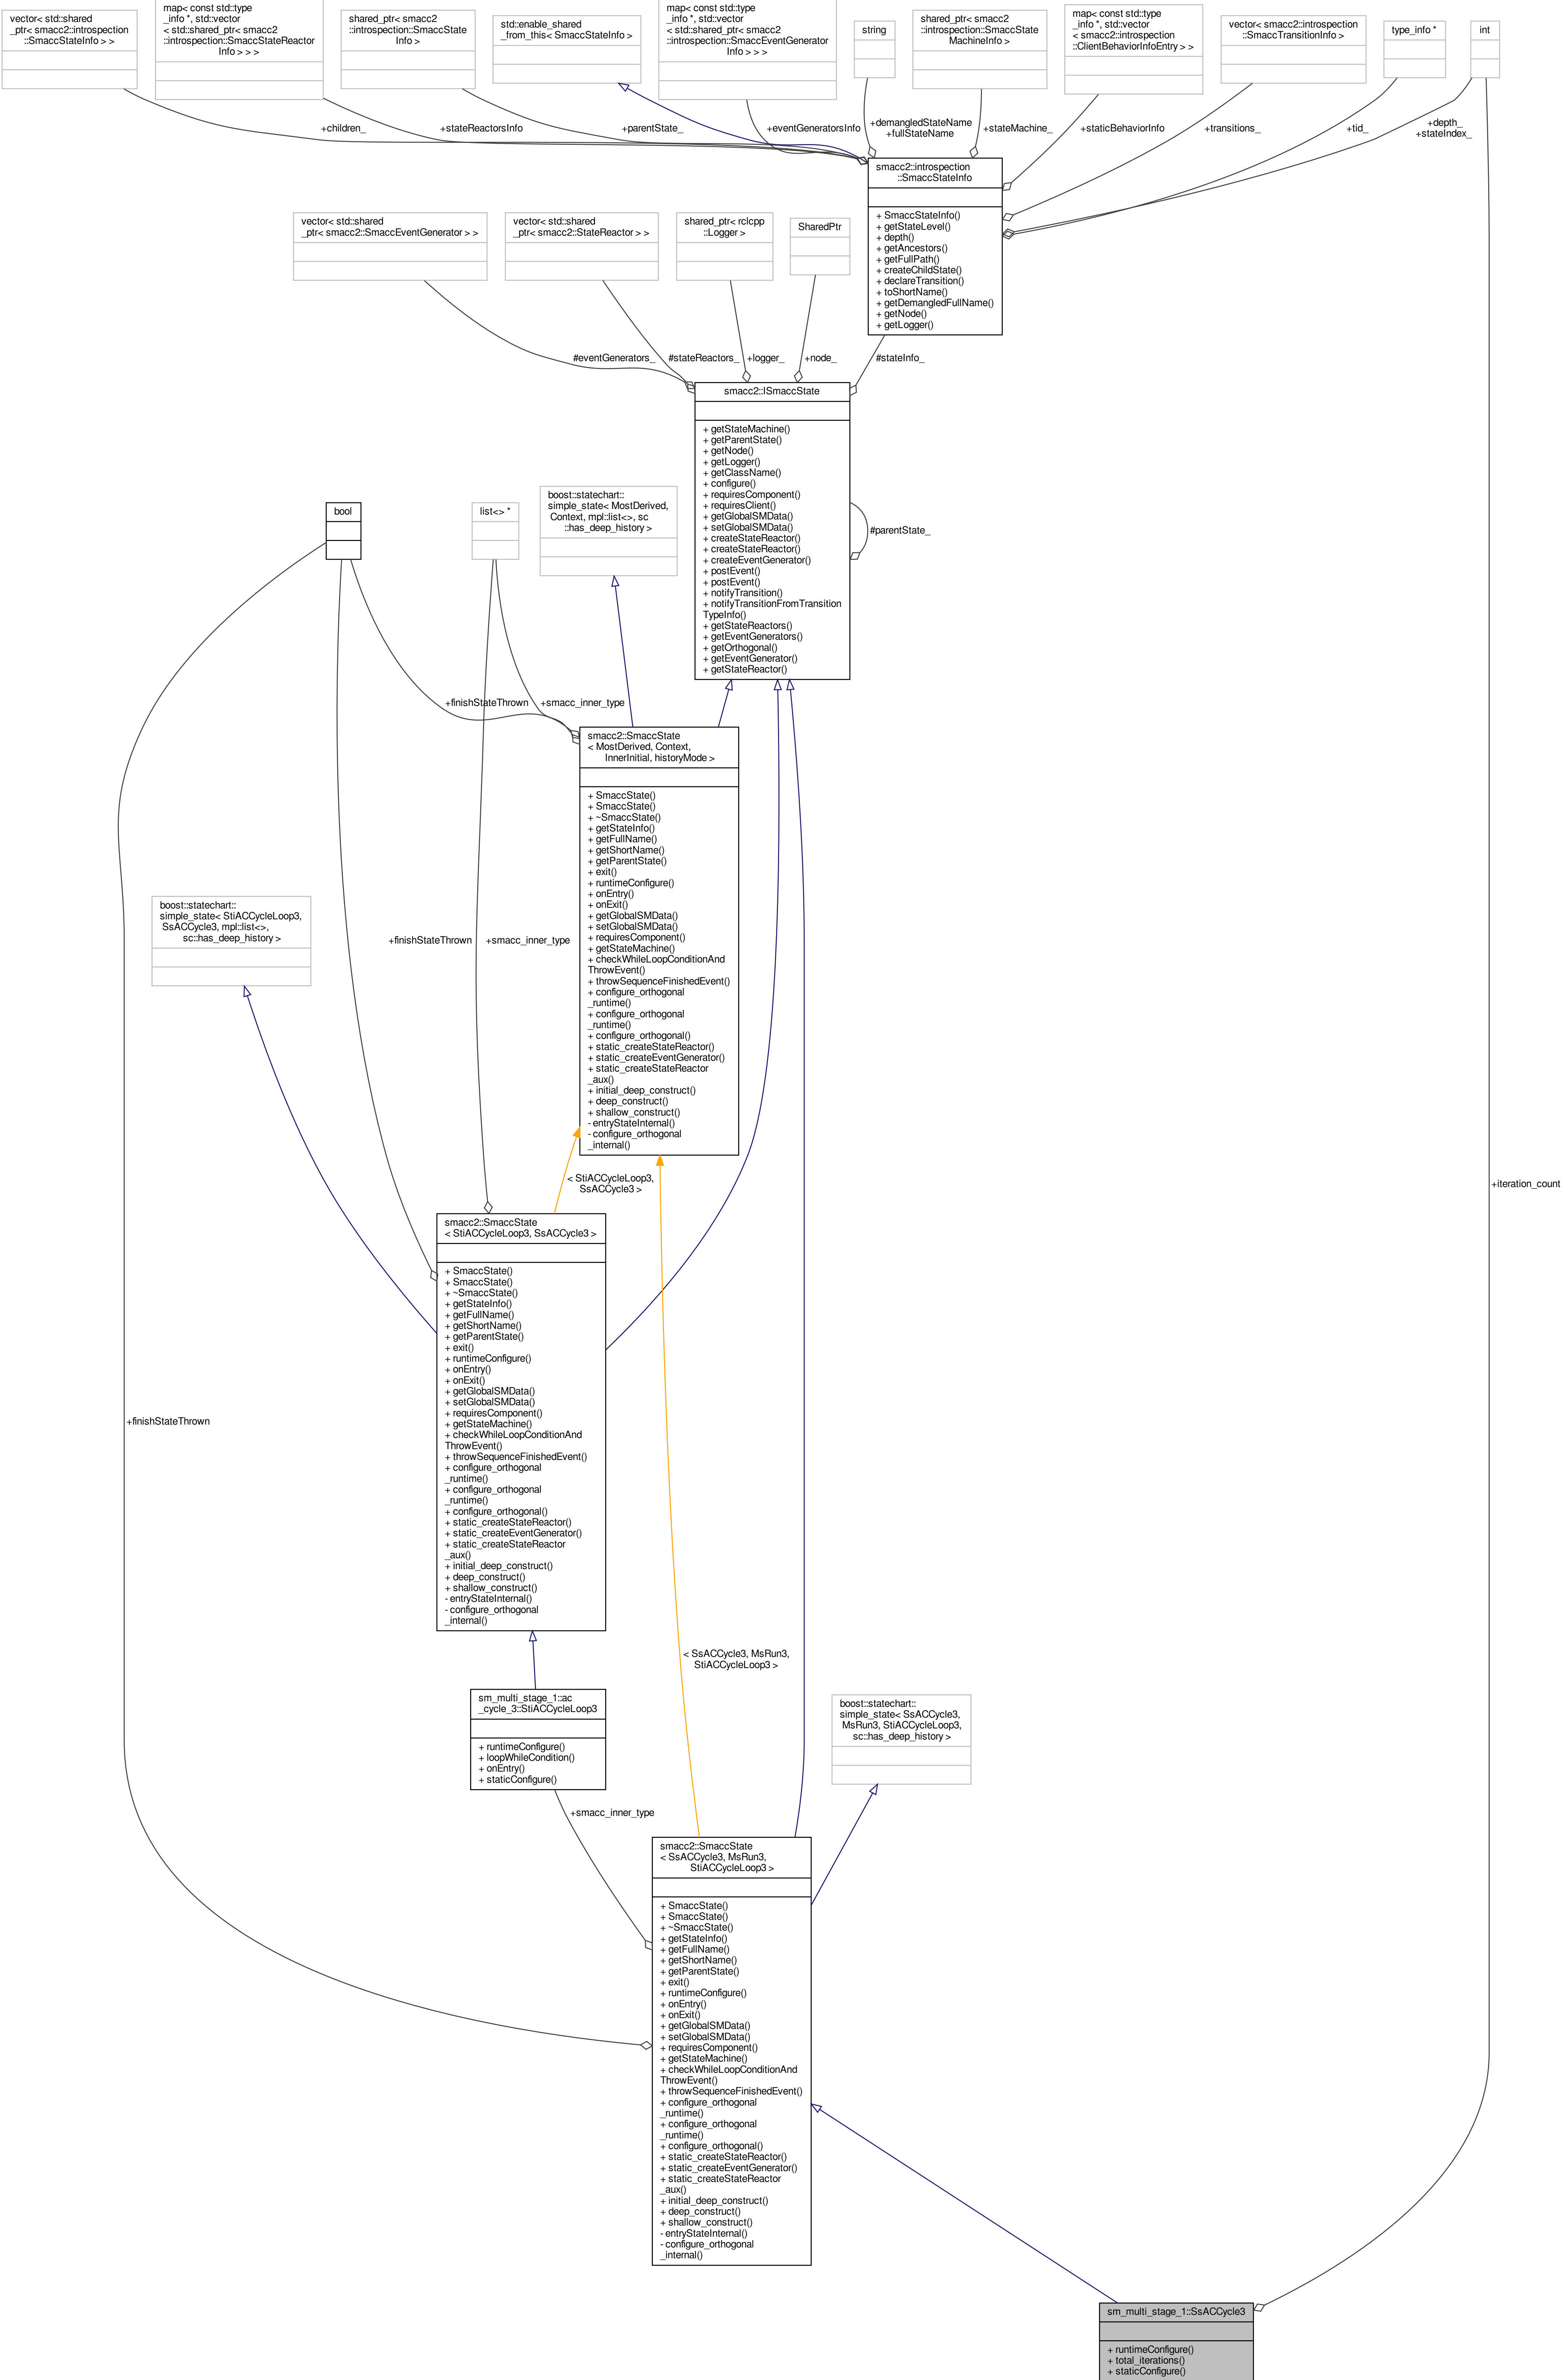 vector< std::shared
_ptr< smacc2::introspection
::SmaccStateInfo > >
map< const std::type
_info *, std::vector
< std::shared_ptr< smacc2
::introspection::SmaccStateReactor
Info > > >
shared_ptr< smacc2
::introspection::SmaccState
Info >
std::enable_shared
_from_this< SmaccStateInfo >
map< const std::type
_info *, std::vector
< std::shared_ptr< smacc2
::introspection::SmaccEventGenerator
Info > > >
string
shared_ptr< smacc2
::introspection::SmaccState
MachineInfo >
map< const std::type
_info *, std::vector
< smacc2::introspection
::ClientBehaviorInfoEntry > >
vector< smacc2::introspection
::SmaccTransitionInfo >
type_info *
int
+children_
+stateReactorsInfo
+parentState_
+eventGeneratorsInfo
+demangledStateName
+fullStateName
+stateMachine_
+staticBehaviorInfo
+transitions_
+tid_
+depth_
+stateIndex_
smacc2::introspection
::SmaccStateInfo
+ SmaccStateInfo()
+ getStateLevel()
+ depth()
+ getAncestors()
+ getFullPath()
+ createChildState()
+ declareTransition()
+ toShortName()
+ getDemangledFullName()
+ getNode()
+ getLogger()
vector< std::shared
_ptr< smacc2::SmaccEventGenerator > >
vector< std::shared
_ptr< smacc2::StateReactor > >
shared_ptr< rclcpp
::Logger >
SharedPtr
#eventGenerators_
#stateReactors_
+logger_
+node_
#stateInfo_
smacc2::ISmaccState
+ getStateMachine()
+ getParentState()
+ getNode()
+ getLogger()
+ getClassName()
+ configure()
+ requiresComponent()
+ requiresClient()
+ getGlobalSMData()
+ setGlobalSMData()
+ createStateReactor()
+ createStateReactor()
+ createEventGenerator()
+ postEvent()
+ postEvent()
+ notifyTransition()
+ notifyTransitionFromTransition
TypeInfo()
+ getStateReactors()
+ getEventGenerators()
+ getOrthogonal()
+ getEventGenerator()
+ getStateReactor()
#parentState_
bool
list<> *
boost::statechart::
simple_state< MostDerived,
Context, mpl::list<>, sc
::has_deep_history >
+finishStateThrown
+smacc_inner_type
smacc2::SmaccState
< MostDerived, Context,
InnerInitial, historyMode >
+ SmaccState()
+ SmaccState()
+ ~SmaccState()
+ getStateInfo()
+ getFullName()
+ getShortName()
+ getParentState()
+ exit()
+ runtimeConfigure()
+ onEntry()
+ onExit()
+ getGlobalSMData()
+ setGlobalSMData()
+ requiresComponent()
+ getStateMachine()
+ checkWhileLoopConditionAnd
ThrowEvent()
+ throwSequenceFinishedEvent()
+ configure_orthogonal
_runtime()
+ configure_orthogonal
_runtime()
+ configure_orthogonal()
+ static_createStateReactor()
+ static_createEventGenerator()
+ static_createStateReactor
_aux()
+ initial_deep_construct()
+ deep_construct()
+ shallow_construct()
- entryStateInternal()
- configure_orthogonal
_internal()
boost::statechart::
simple_state< StiACCycleLoop3,
SsACCycle3, mpl::list<>,
sc::has_deep_history >
+finishStateThrown
+smacc_inner_type
< StiACCycleLoop3,
SsACCycle3 >
+iteration_count
smacc2::SmaccState
< StiACCycleLoop3, SsACCycle3 >
+ SmaccState()
+ SmaccState()
+ ~SmaccState()
+ getStateInfo()
+ getFullName()
+ getShortName()
+ getParentState()
+ exit()
+ runtimeConfigure()
+ onEntry()
+ onExit()
+ getGlobalSMData()
+ setGlobalSMData()
+ requiresComponent()
+ getStateMachine()
+ checkWhileLoopConditionAnd
ThrowEvent()
+ throwSequenceFinishedEvent()
+ configure_orthogonal
_runtime()
+ configure_orthogonal
_runtime()
+ configure_orthogonal()
+ static_createStateReactor()
+ static_createEventGenerator()
+ static_createStateReactor
_aux()
+ initial_deep_construct()
+ deep_construct()
+ shallow_construct()
- entryStateInternal()
- configure_orthogonal
_internal()
+finishStateThrown
< SsACCycle3, MsRun3,
StiACCycleLoop3 >
sm_multi_stage_1::ac
_cycle_3::StiACCycleLoop3
+ runtimeConfigure()
+ loopWhileCondition()
+ onEntry()
+ staticConfigure()
boost::statechart::
simple_state< SsACCycle3,
MsRun3, StiACCycleLoop3,
sc::has_deep_history >
+smacc_inner_type
smacc2::SmaccState
< SsACCycle3, MsRun3,
StiACCycleLoop3 >
+ SmaccState()
+ SmaccState()
+ ~SmaccState()
+ getStateInfo()
+ getFullName()
+ getShortName()
+ getParentState()
+ exit()
+ runtimeConfigure()
+ onEntry()
+ onExit()
+ getGlobalSMData()
+ setGlobalSMData()
+ requiresComponent()
+ getStateMachine()
+ checkWhileLoopConditionAnd
ThrowEvent()
+ throwSequenceFinishedEvent()
+ configure_orthogonal
_runtime()
+ configure_orthogonal
_runtime()
+ configure_orthogonal()
+ static_createStateReactor()
+ static_createEventGenerator()
+ static_createStateReactor
_aux()
+ initial_deep_construct()
+ deep_construct()
+ shallow_construct()
- entryStateInternal()
- configure_orthogonal
_internal()
sm_multi_stage_1::SsACCycle3
+ runtimeConfigure()
+ total_iterations()
+ staticConfigure()